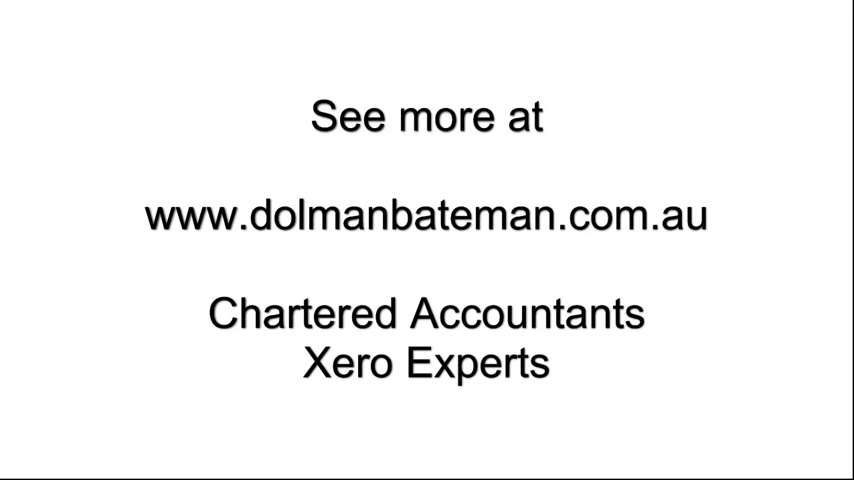 See more at
www.dolmanbateman.com.au
Chartered Accountants
Xero Experts